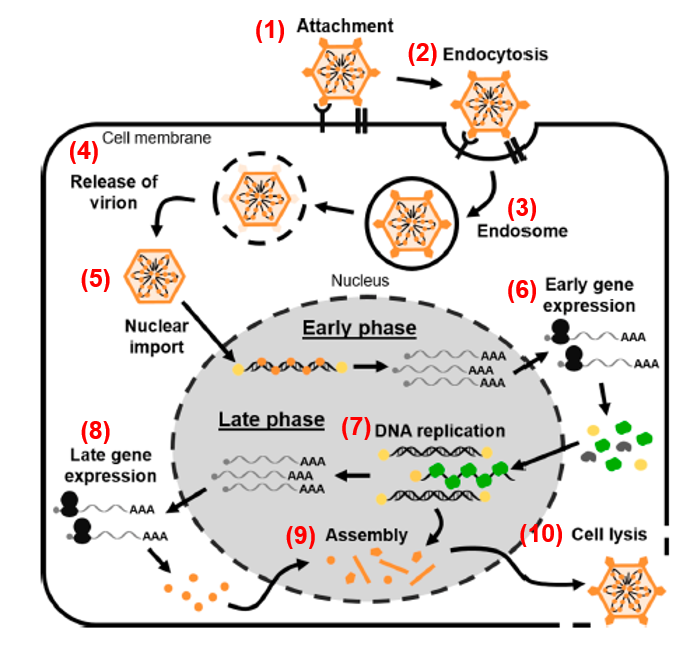 (1) Attachment
(2) Endocytosis
Cell membrane
(4)
Release of
virion
(3)
Endosome
(5)
Nuclear
import
Nucleus
(6) Early gene
expression
Early phase
AAA
AAA
AAA
AAA
AAA
Late phase
(7) DNA replication
(8)
Late gene
expression
AAA
AAA
AAA
AAA
AAA
(9) Assembly
(10) Cell lysis